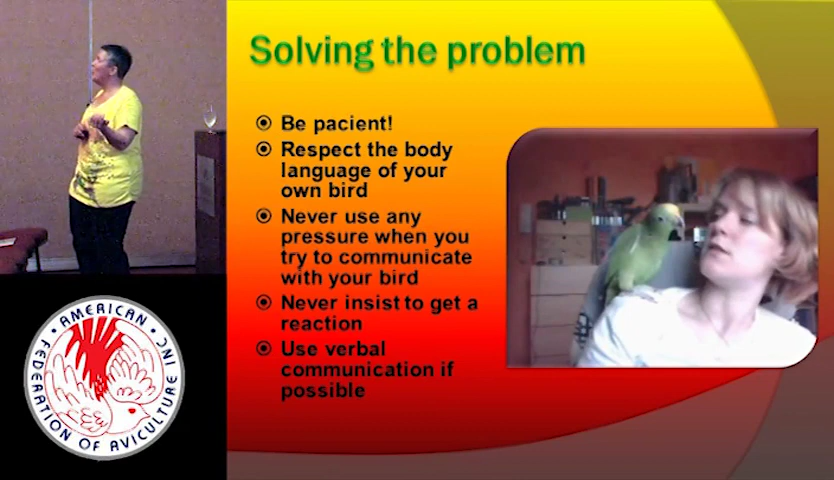 Solving the problem
Be pacient!
Respect the body
language of your
own bird
Never use any
pressure when you
try to communicate
with your bird
Never insist to get a
reaction
Use verbal
communication if
possible
AMERICAN
FEDERATION OF AVICULTURE INC